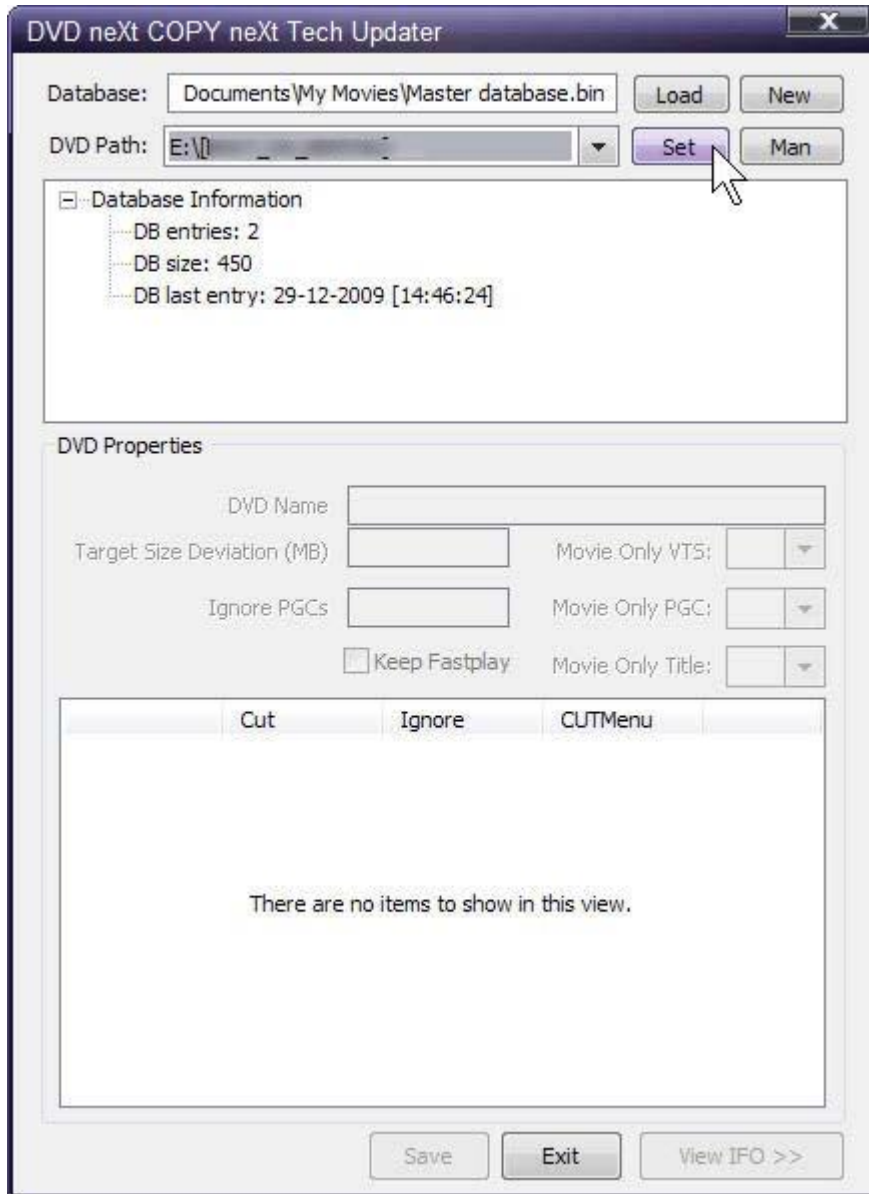 DVD neXt COPY neXt Tech Updater
X
Database: Documents\My Movies\Master database.bin Load New
DVD Path: E:\[ ] Set Man
Database Information
DB entries: 2
DB size: 450
DB last entry: 29-12-2009 [14:46:24]
DVD Properties
DVD Name
Target Size Deviation (MB) Movie Only VTS:
Ignore PGCs Movie Only PGC:
Keep Fastplay Movie Only Title:
Cut Ignore CUTMenu
There are no items to show in this view.
Save Exit View IFO >>